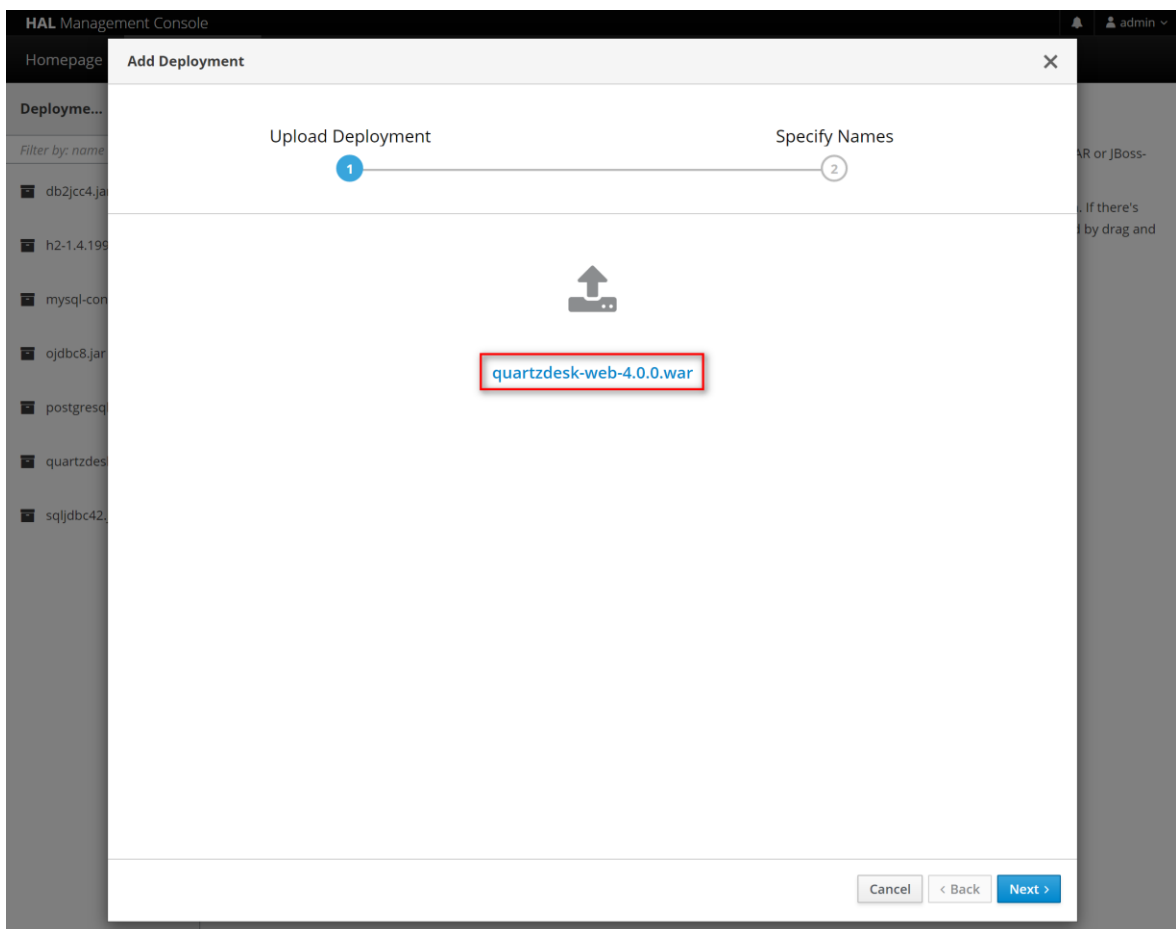 HAL Management Console
admin
Homepage
Add Deployment
Deployme...
Upload Deployment
Specify Names
Filter by: name
1
2
AR or JBoss-
db2jcc4.ja
. If there's
d by drag and
h2-1.4.199
mysql-con
ojdbc8.jar
quartzdesk-web-4.0.0.war
postgresql
quartzdes
sqljdbc42.
Cancel
< Back
Next >